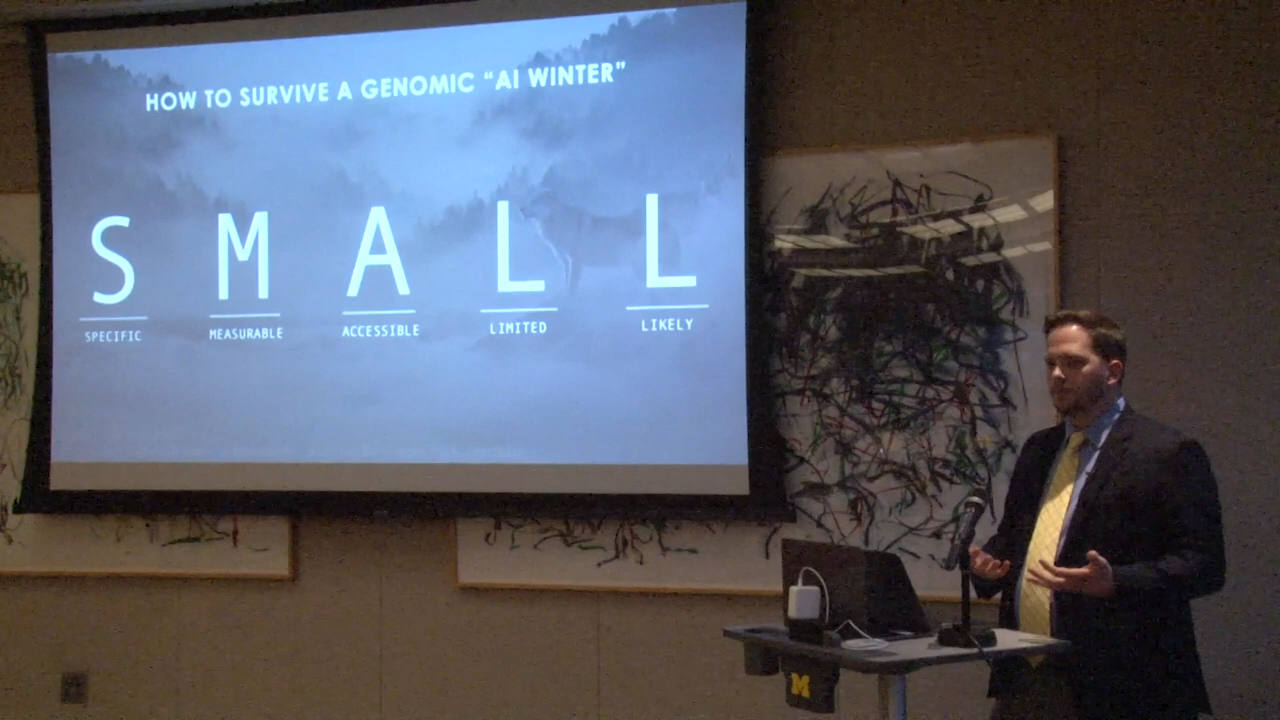 HOW TO SURVIVE A GENOMIC “AI WINTER”
S M A L L
SPECIFIC MEASURABLE ACCESSIBLE LIMITED LIKELY
M